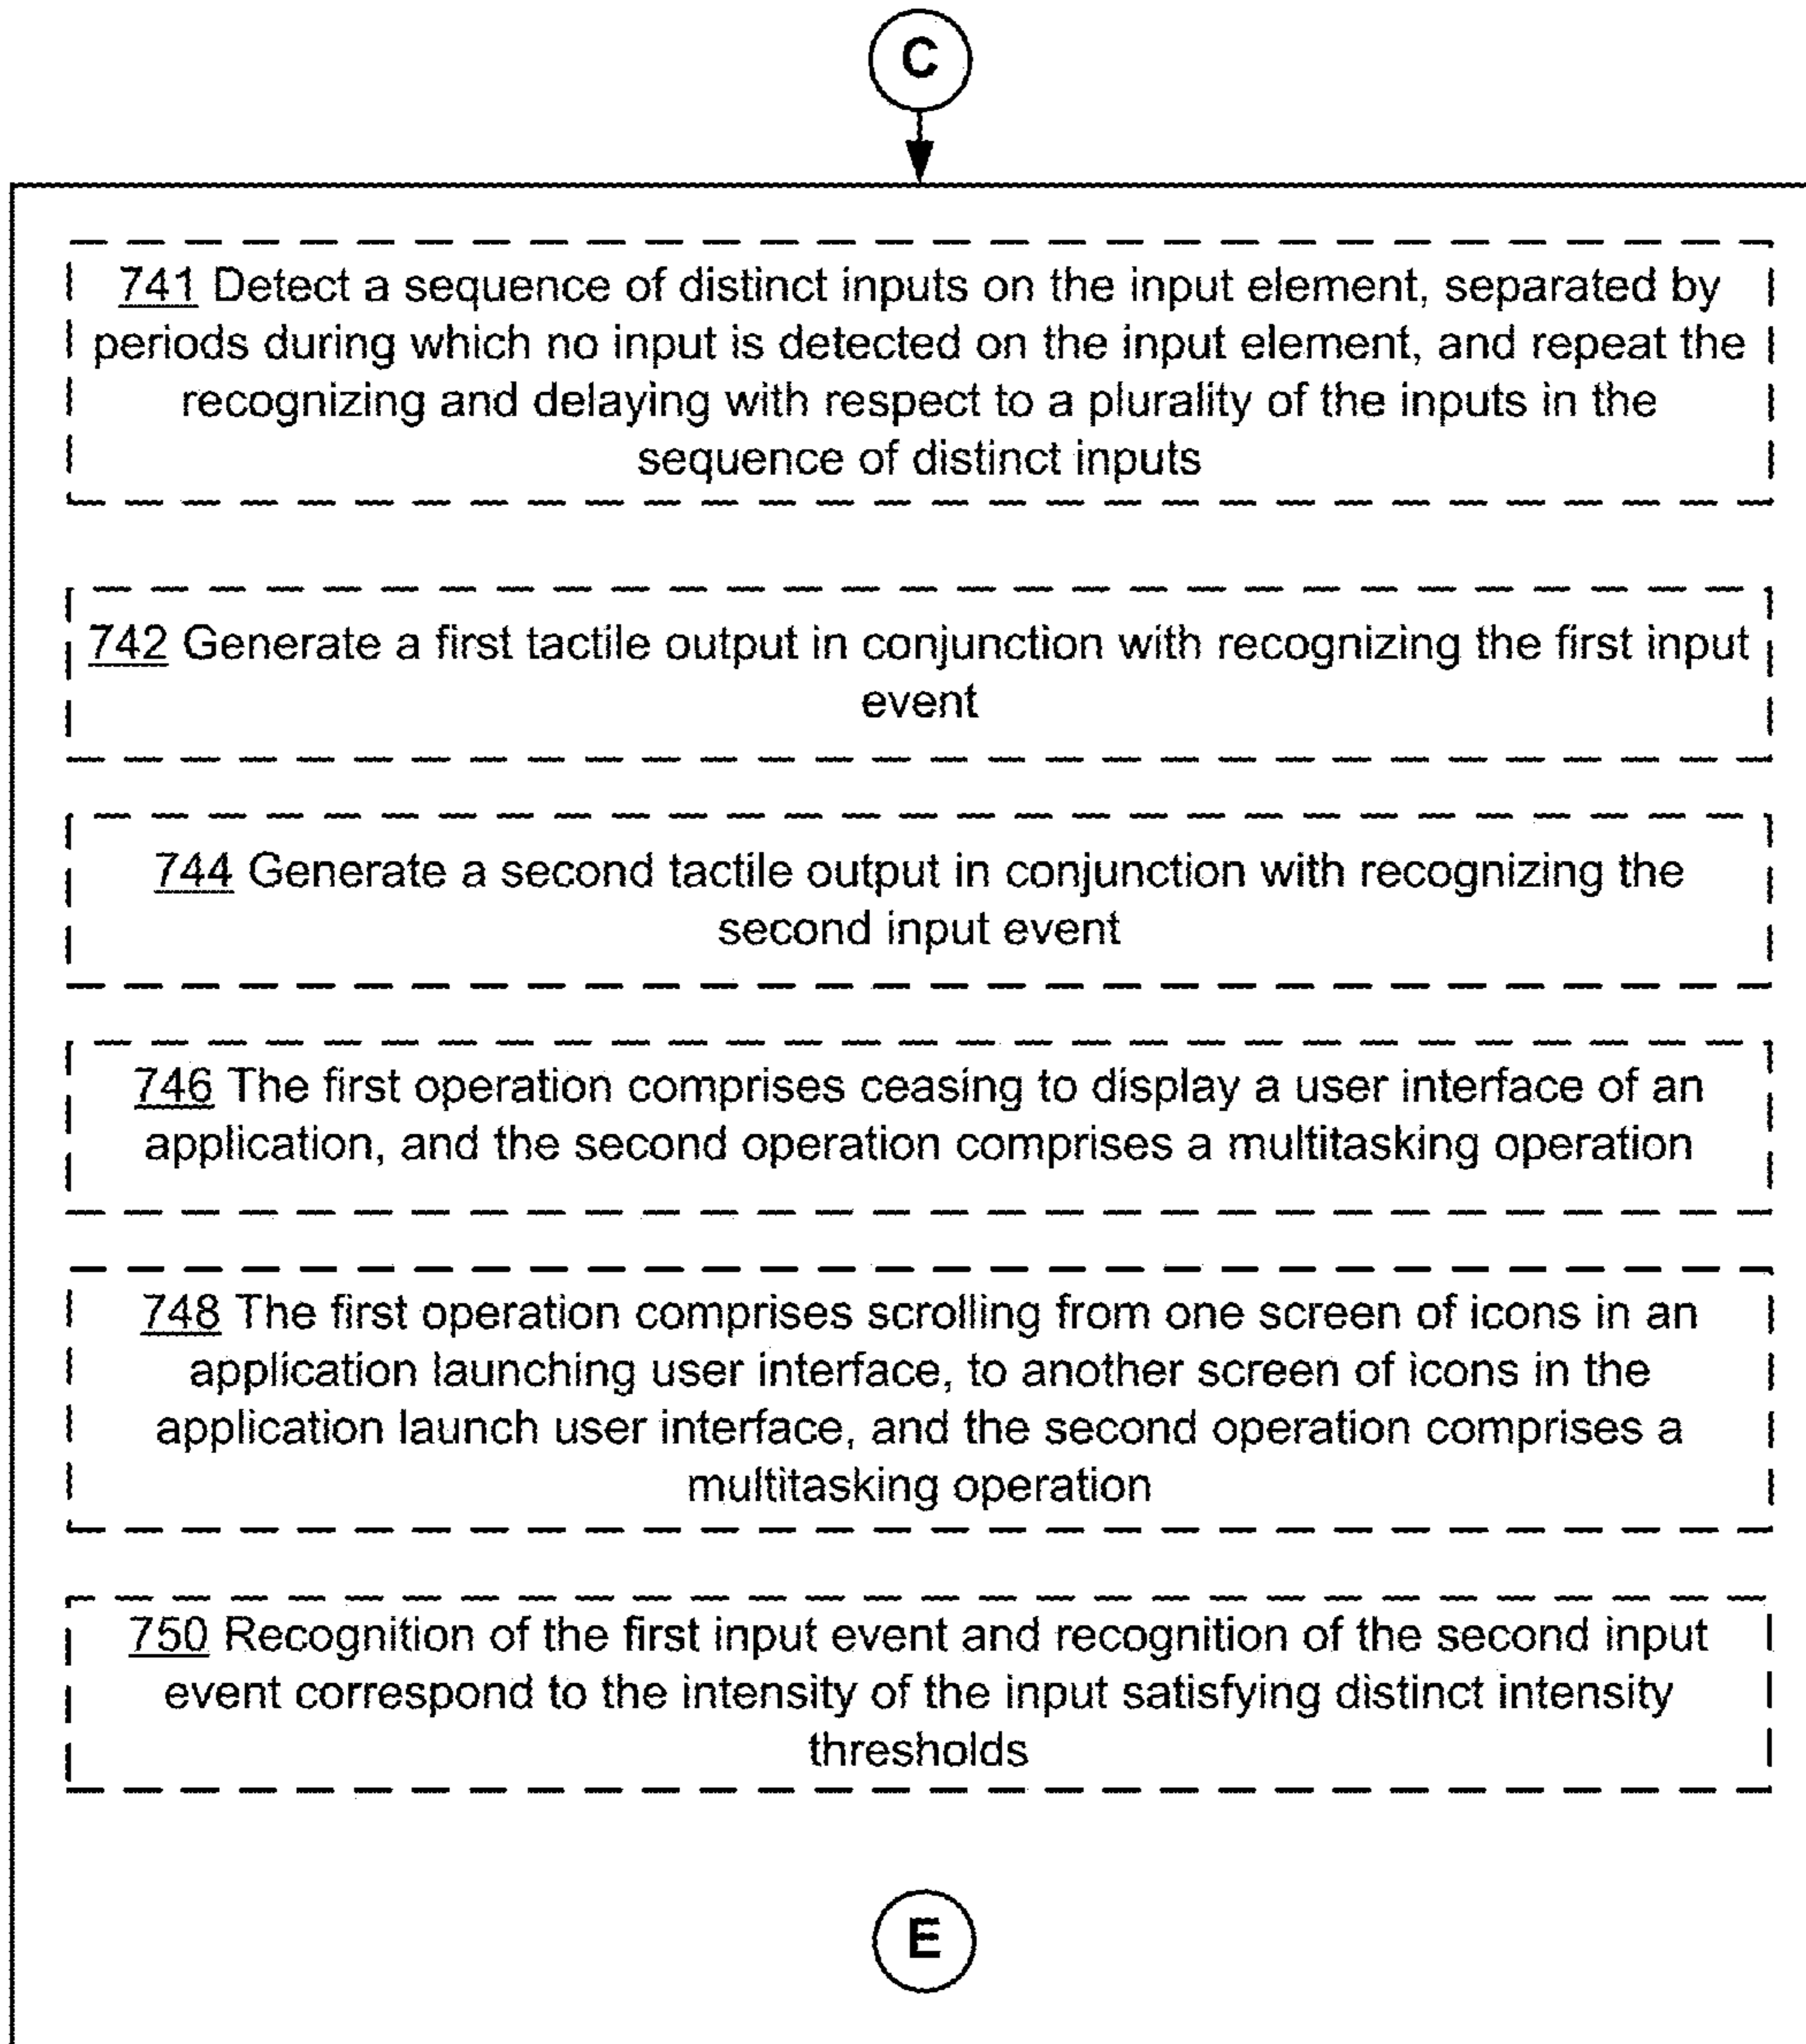 C
741 Detect a sequence of distinct inputs on the input element, separated by
periods during which no input is detected on the input element, and repeat the
recognizing and delaying with respect to a plurality of the inputs in the
sequence of distinct inputs
742 Generate a first tactile output in conjunction with recognizing the first input
event
744 Generate a second tactile output in conjunction with recognizing the
second input event
746 The first operation comprises ceasing to display a user interface of an
application, and the second operation comprises a multitasking operation
748 The first operation comprises scrolling from one screen of icons in an
application launching user interface, to another screen of icons in the
application launch user interface, and the second operation comprises a
multitasking operation
750 Recognition of the first input event and recognition of the second input
event correspond to the intensity of the input satisfying distinct intensity
thresholds
E